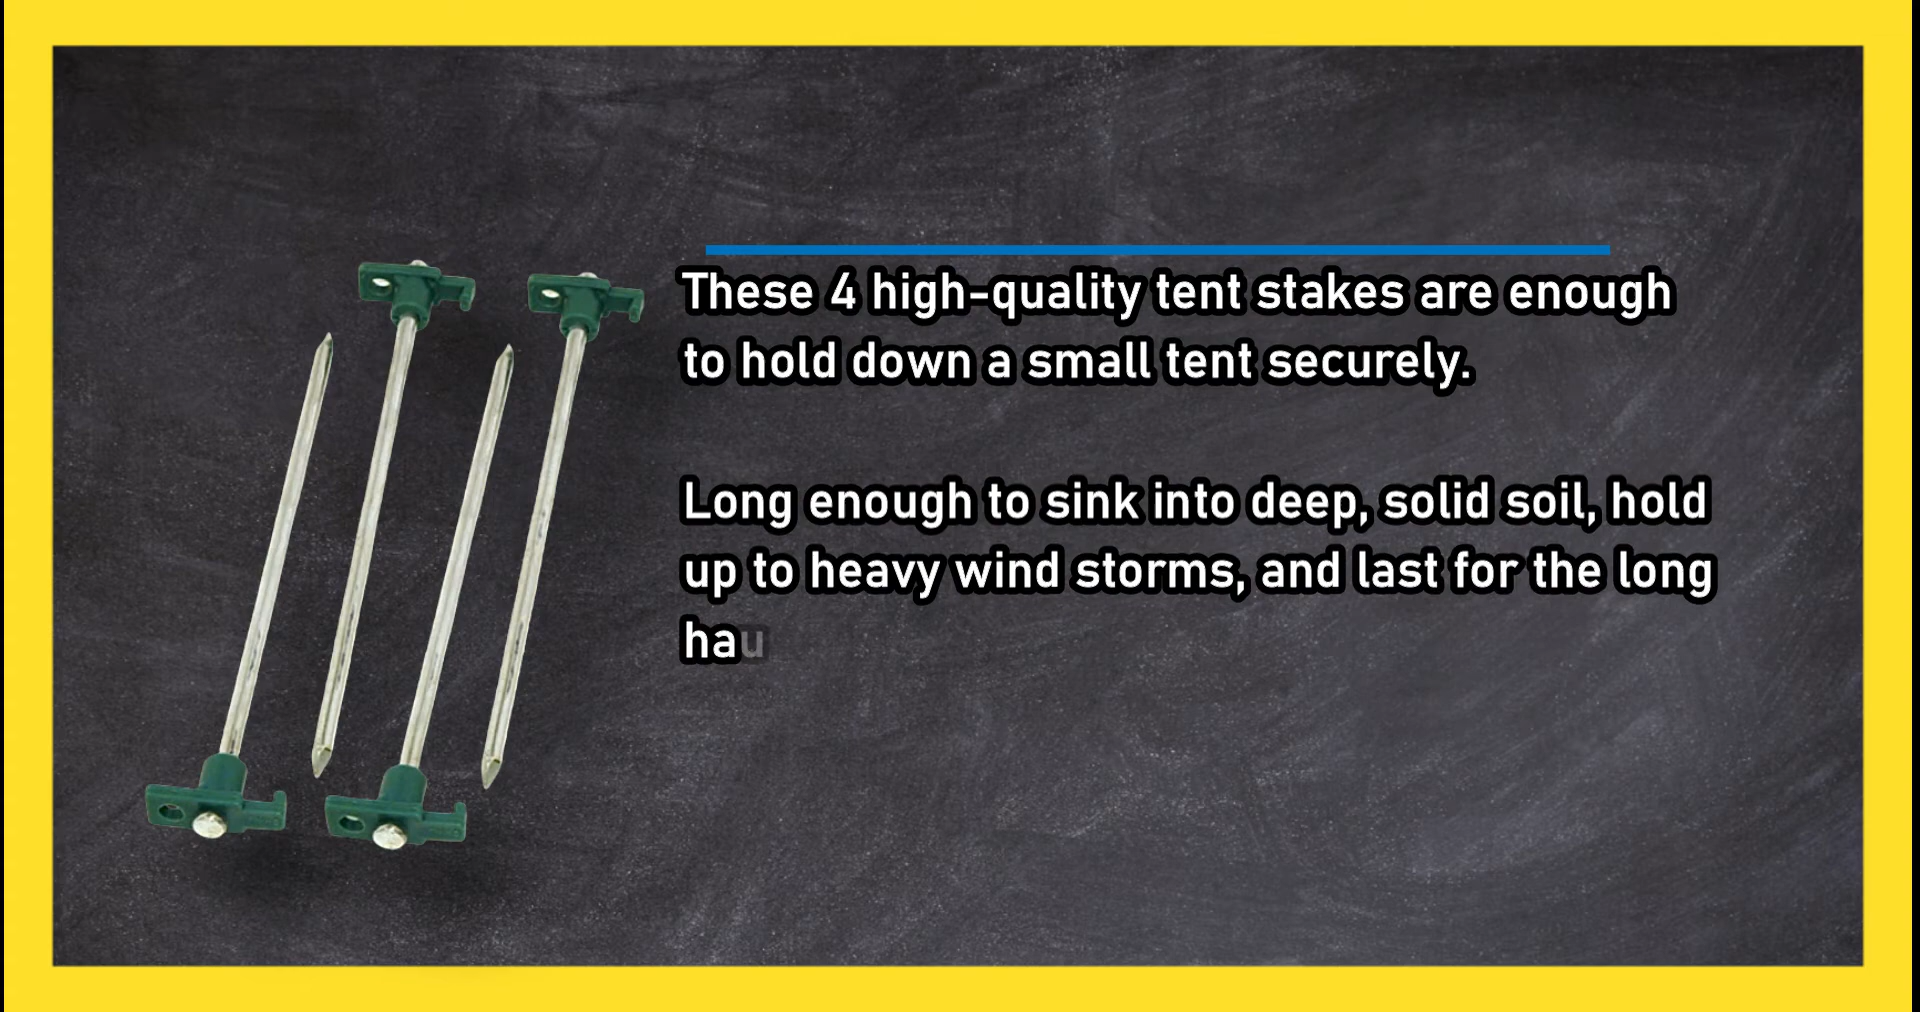 These 4 high-quality tent stakes are enough
to hold down a small tent securely.
Long enough to sink into deep, solid soil, hold
up to heavy wind storms, and last for the long
hau